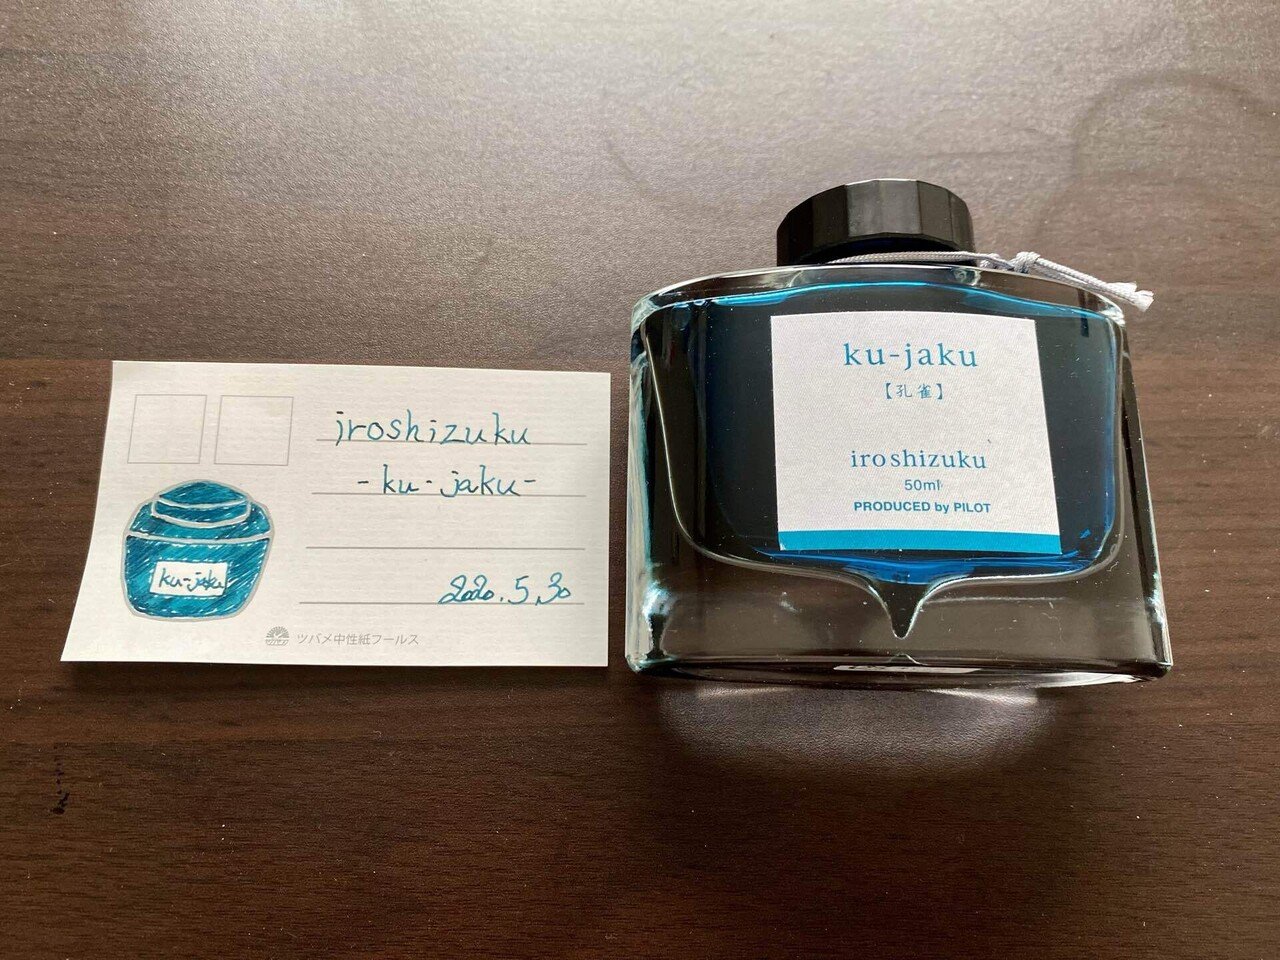 iroshizuku
-ku-jaku-
ku-jaku
2020.5.30
ツバメ中性紙フールス
ku-jaku
【孔雀】
iroshizuku
50ml
PRODUCED by PILOT